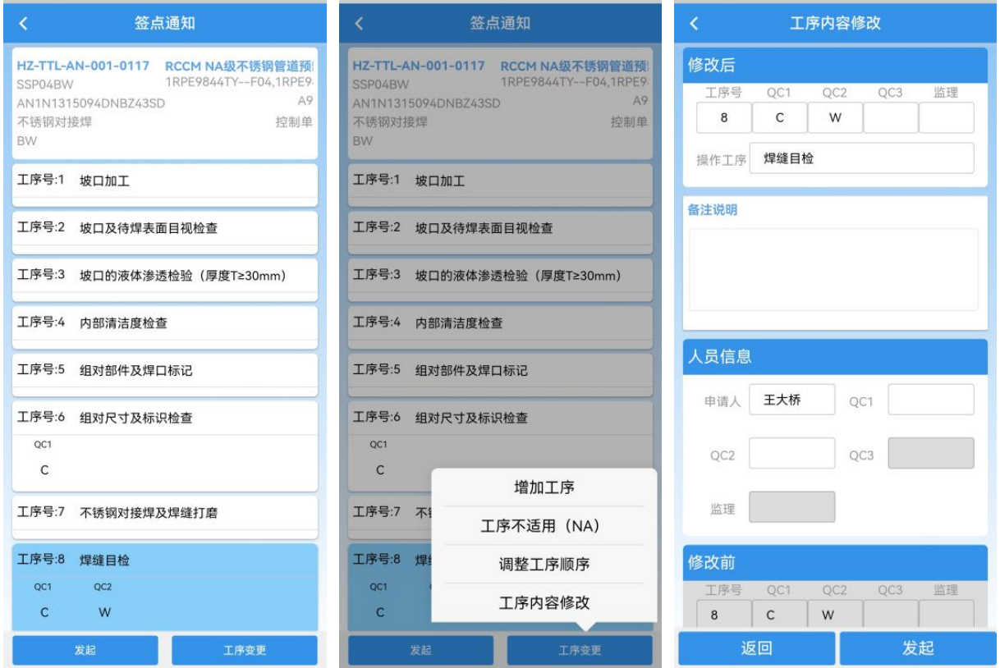 签点通知
HZ-TTL-AN-001-0117 RCCM NA级不锈钢管道预
SSP04BW 1RPE9844TY--F04,1RPE9
AN1N1315094DNBZ43SD A9
不锈钢对接焊 控制单
BW
工序号:1 坡口加工
工序号:2 坡口及待焊表面目视检查
工序号:3 坡口的液体渗透检验（厚度T≥30mm）
工序号:4 内部清洁度检查
工序号:5 组对部件及焊口标记
工序号:6 组对尺寸及标识检查
QC1
C
工序号:7 不锈钢对接焊及焊缝打磨
工序号:8 焊缝目检
QC1 QC2
C W
发起 工序变更
签点通知
HZ-TTL-AN-001-0117 RCCM NA级不锈钢管道预
SSP04BW 1RPE9844TY--F04,1RPE9
AN1N1315094DNBZ43SD A9
不锈钢对接焊 控制单
BW
工序号:1 坡口加工
工序号:2 坡口及待焊表面目视检查
工序号:3 坡口的液体渗透检验（厚度T≥30mm）
工序号:4 内部清洁度检查
工序号:5 组对部件及焊口标记
工序号:6 组对尺寸及标识检查
QC1
C
工序号:7 不
工序号:8 焊
QC1
C
增加工序
工序不适用（NA）
调整工序顺序
工序内容修改
发起 工序变更
工序内容修改
修改后
工序号 QC1 QC2 QC3 监理
8 C W
操作工序 焊缝目检
备注说明
人员信息
申请人 王大桥 QC1
QC2 QC3
监理
修改前
工序号 QC1 QC2 QC3 监理
8 C W
返回 发起